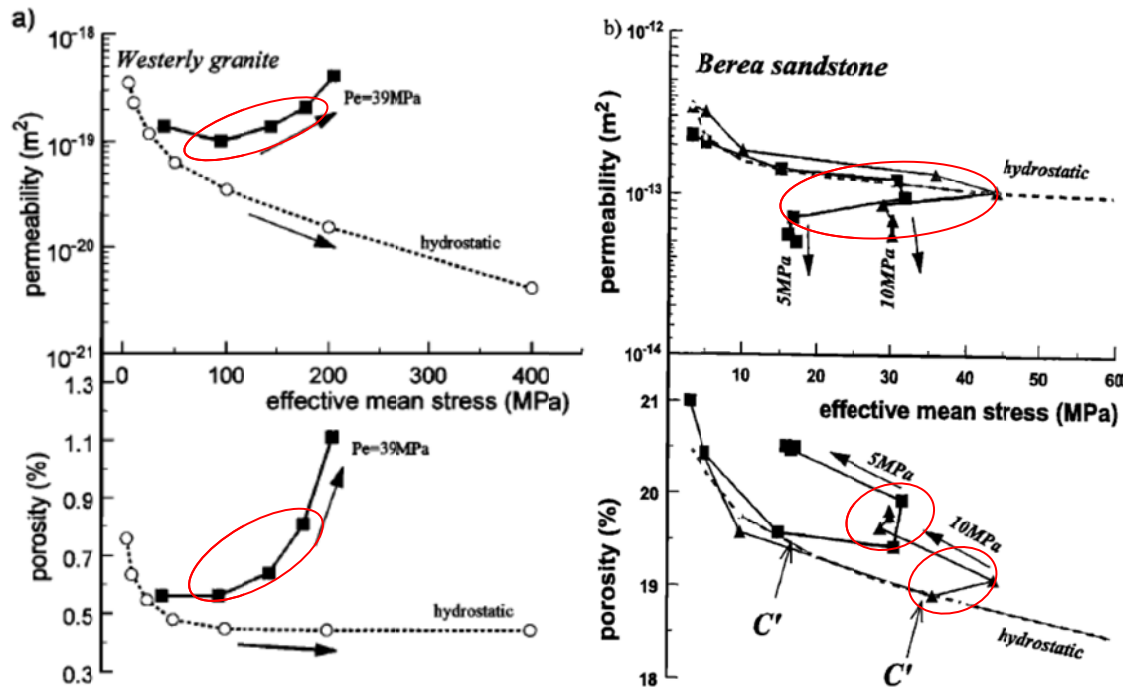 a)
Westerly granite
10⁻¹⁸
10⁻¹⁹
10⁻²⁰
10⁻²¹
permeability (m²)
Pe=39MPa
hydrostatic
0 100 200 300 400
effective mean stress (MPa)
1.3
1.1
0.9
0.7
0.5
0.3
porosity (%)
Pe=39MPa
hydrostatic
b)
Berea sandstone
10⁻¹²
10⁻¹³
10⁻¹⁴
permeability (m²)
hydrostatic
5MPa
10MPa
10 20 30 40 50 60
effective mean stress (MPa)
21
20
19
18
porosity (%)
5MPa
10MPa
C'
C'
hydrostatic